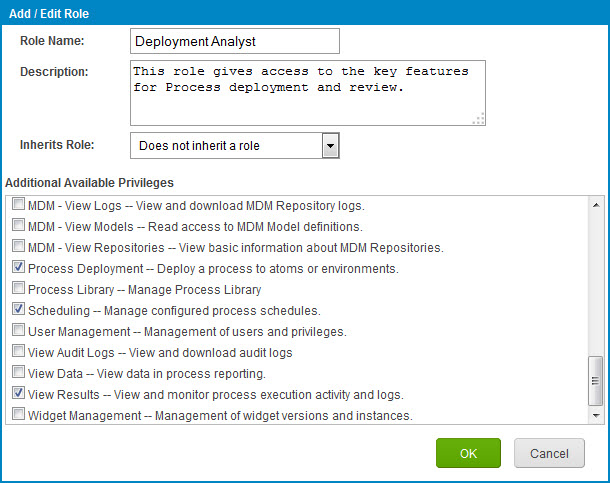 Add / Edit Role
Role Name: Deployment Analyst
Description: This role gives access to the key features
for Process deployment and review.
Inherits Role: Does not inherit a role
Additional Available Privileges
MDM - View Logs -- View and download MDM Repository logs.
MDM - View Models -- Read access to MDM Model definitions.
MDM - View Repositories -- View basic information about MDM Repositories.
Process Deployment -- Deploy a process to atoms or environments.
Process Library -- Manage Process Library
Scheduling -- Manage configured process schedules.
User Management -- Management of users and privileges.
View Audit Logs -- View and download audit logs
View Data -- View data in process reporting.
View Results -- View and monitor process execution activity and logs.
Widget Management -- Management of widget versions and instances.
OK Cancel